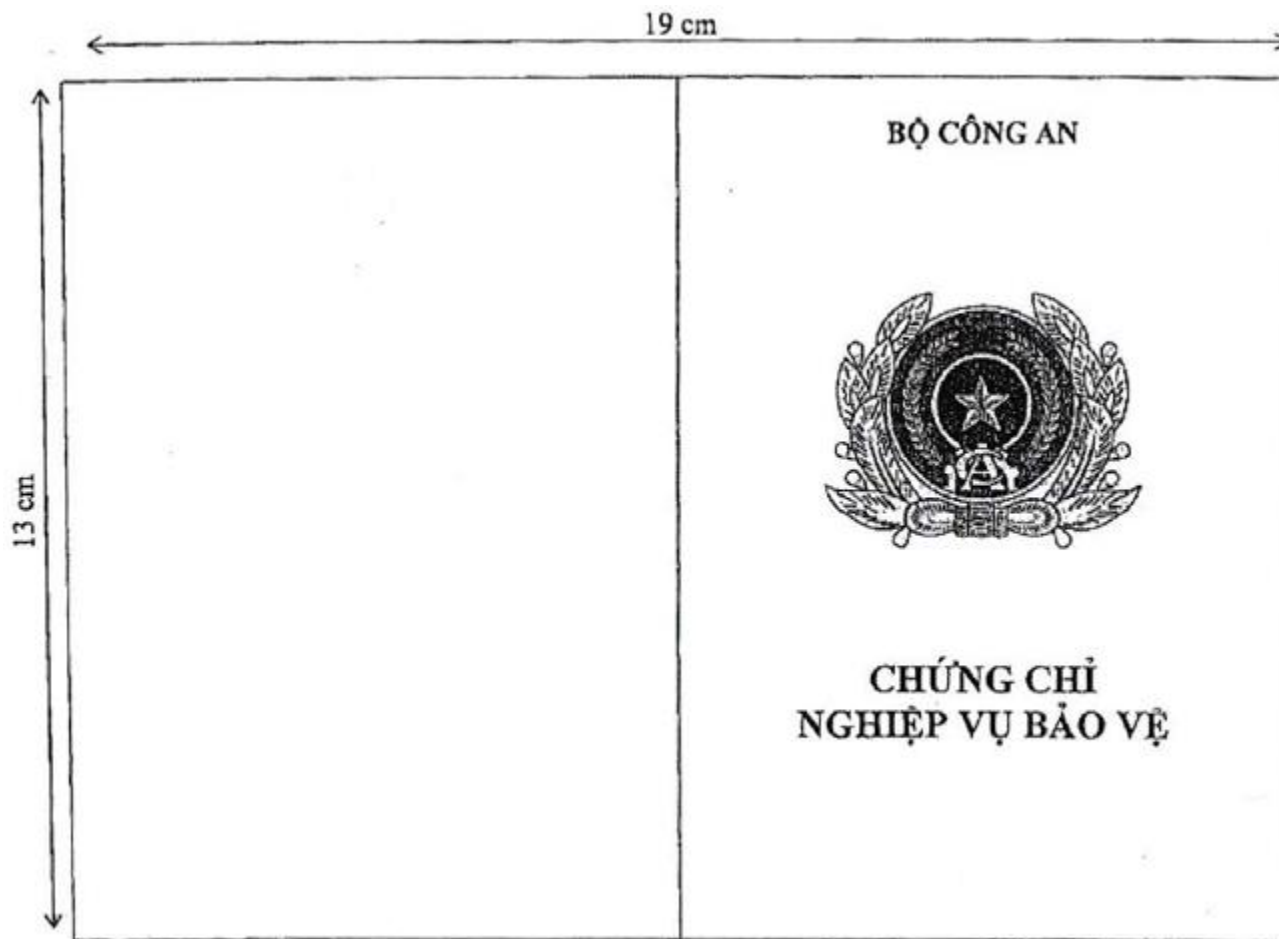 19 cm
BỘ CÔNG AN
13 cm
CHỨNG CHỈ
NGHIỆP VỤ BẢO VỆ